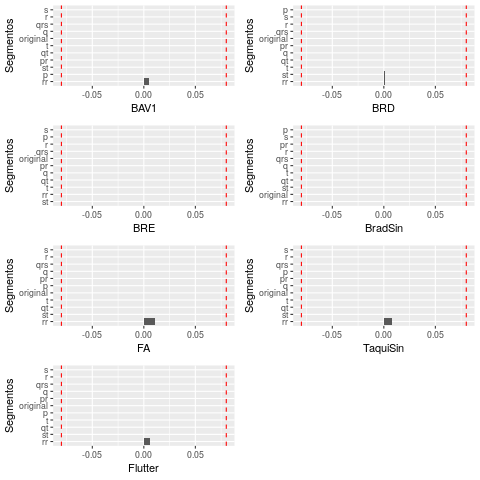 Segmentos
s
r
qrs
q
original
t
qt
pr
st
p
rr
-0.05 0.00 0.05
BAV1
Segmentos
p
s
r
qrs
original
pr
q
qt
t
st
rr
-0.05 0.00 0.05
BRD
Segmentos
s
p
r
qrs
original
pr
q
qt
t
rr
st
-0.05 0.00 0.05
BRE
Segmentos
p
s
pr
r
qrs
q
qt
t
st
original
rr
-0.05 0.00 0.05
BradSin
Segmentos
s
r
qrs
p
pr
q
original
t
qt
st
rr
-0.05 0.00 0.05
FA
Segmentos
s
r
qrs
q
pr
p
original
t
qt
st
rr
-0.05 0.00 0.05
TaquiSin
Segmentos
s
r
qrs
q
pr
original
p
t
qt
st
rr
-0.05 0.00 0.05
Flutter